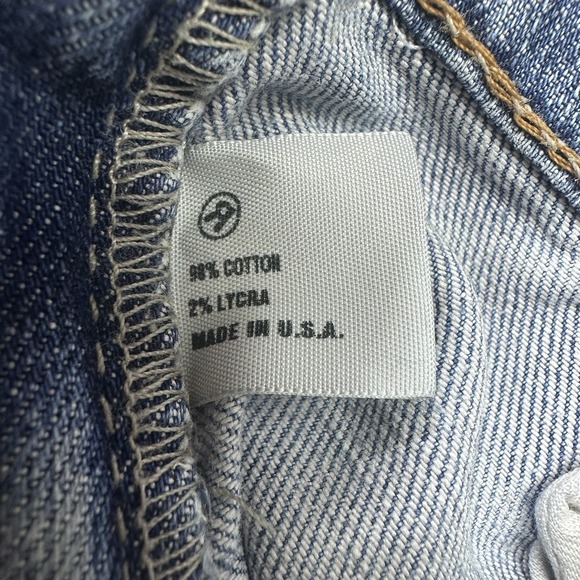 98% COTTON
2% LYCRA
MADE IN U.S.A.